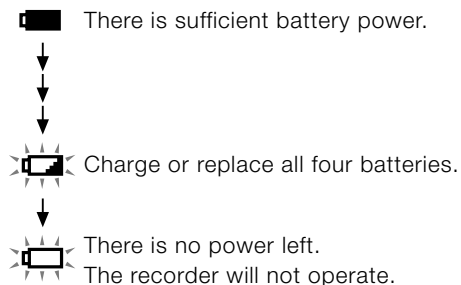 There is sufficient battery power.
Charge or replace all four batteries.
There is no power left.
The recorder will not operate.